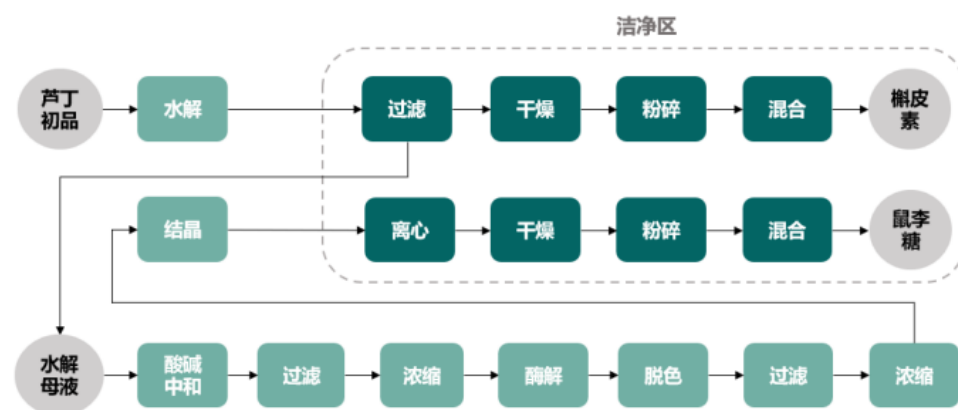 洁净区
芦丁
初品
水解
过滤
干燥
粉碎
混合
槲皮
素
结晶
离心
干燥
粉碎
混合
鼠李
糖
水解
母液
酸碱
中和
过滤
浓缩
酶解
脱色
过滤
浓缩